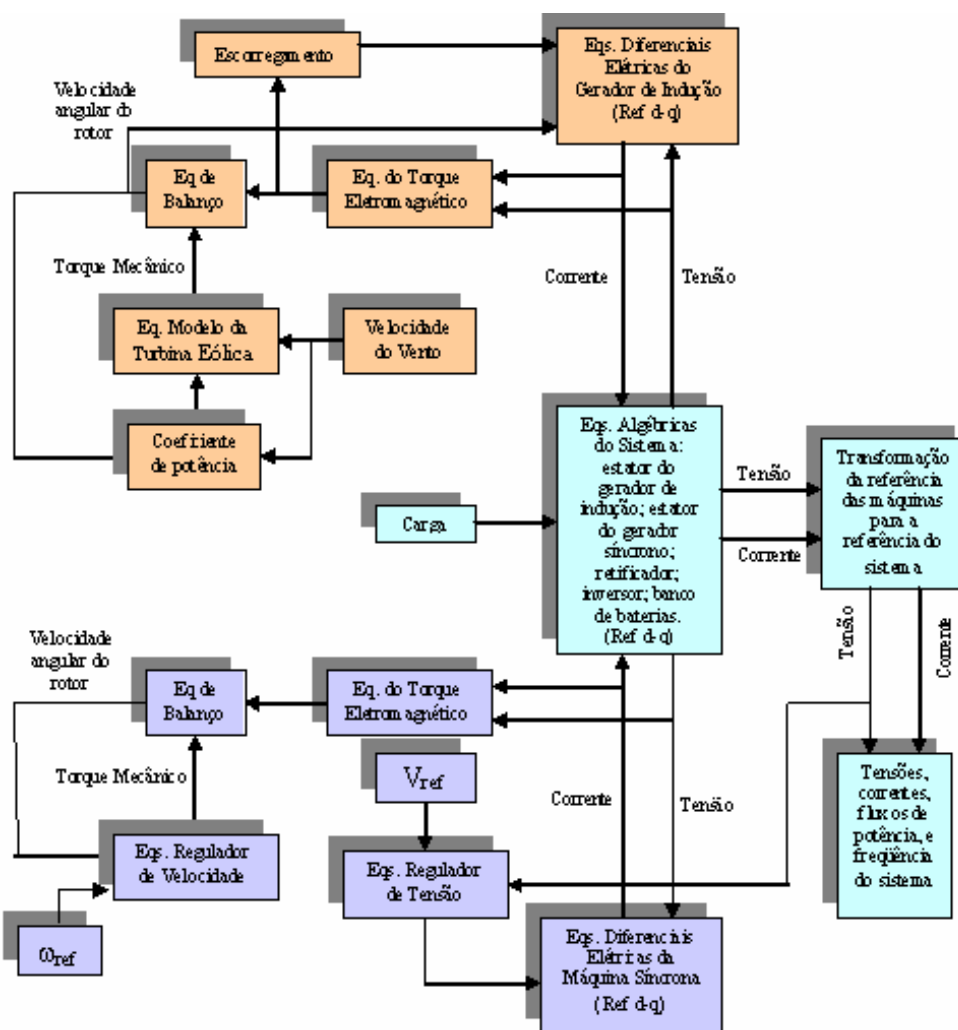 Escorregamento
Eqs. Diferenciais
Elétricas do
Gerador de Indução
(Ref d-q)
Velocidade
angular do
rotor
Eq de
Balanço
Eq. do Torque
Eletromagnético
Torque Mecânico
Corrente
Tensão
Eq. Modelo da
Turbina Eólica
Velocidade
do Vento
Coeficiente
de potência
Eqs. Algébricas
do Sistema:
estator do
gerador de
indução; estator
do gerador
síncrono;
retificador;
inversor; banco
de baterias.
(Ref d-q)
Carga
Tensão
Corrente
Transformação
da referência
das máquinas
para a
referência do
sistema
Tensão
Corrente
Velocidade
angular do
rotor
Eq de
Balanço
Eq. do Torque
Eletromagnético
Torque Mecânico
Vref
Corrente
Tensão
Tensões,
correntes,
fluxos de
potência, e
freqüência
do sistema
Eqs. Regulador
de Velocidade
Eqs. Regulador
de Tensão
ωref
Eqs. Diferenciais
Elétricas da
Máquina Síncrona
(Ref d-q)